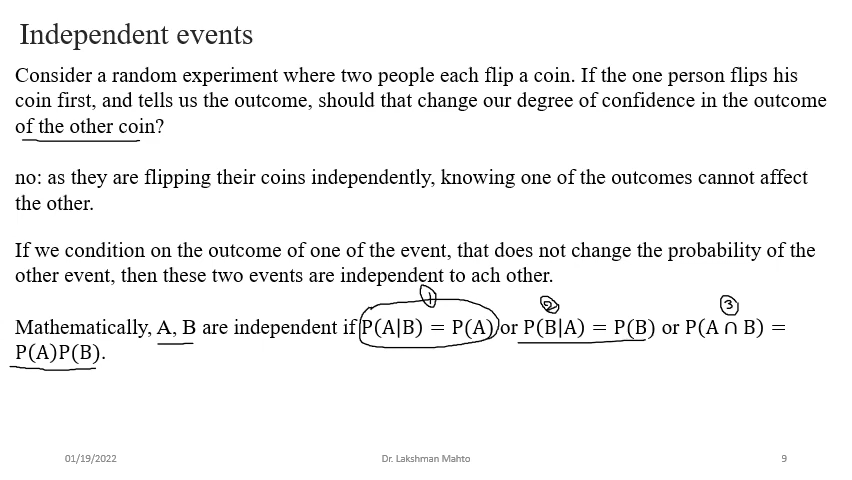 Independent events
Consider a random experiment where two people each flip a coin. If the one person flips his
coin first, and tells us the outcome, should that change our degree of confidence in the outcome
of the other coin?
no: as they are flipping their coins independently, knowing one of the outcomes cannot affect
the other.
If we condition on the outcome of one of the event, that does not change the probability of the
other event, then these two events are independent to ach other.
1 2 3
Mathematically, A, B are independent if P(A|B) = P(A) or P(B|A) = P(B) or P(A ∩ B) =
P(A)P(B).
01/19/2022 Dr. Lakshman Mahto 9